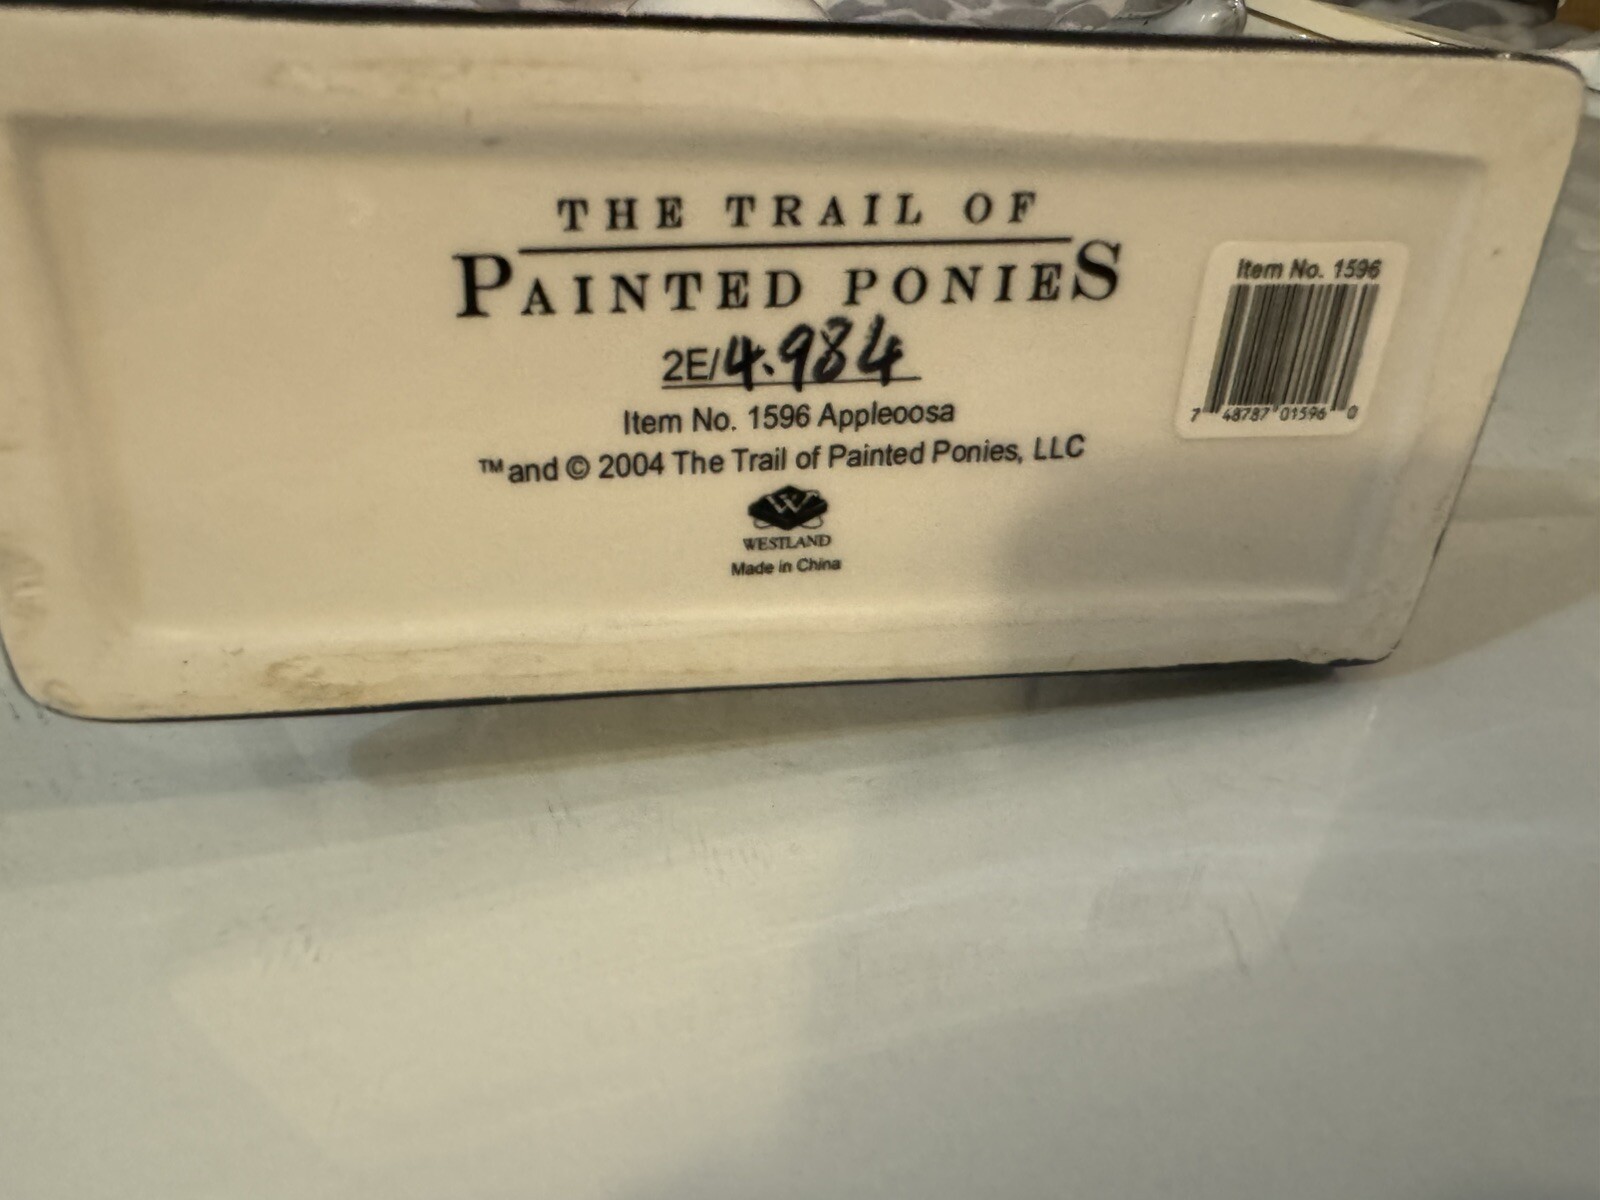 THE TRAIL OF
PAINTED PONIES
2E/4.984
Item No. 1596 Appleoosa
™ and © 2004 The Trail of Painted Ponies, LLC
W
WESTLAND
Made in China
Item No. 1596
7 48787 01596 0